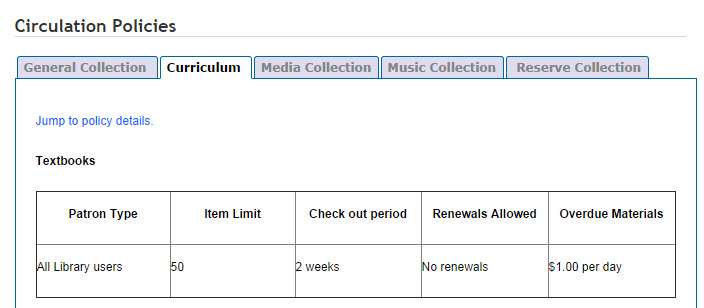 Circulation Policies
General Collection Curriculum Media Collection Music Collection Reserve Collection
Jump to policy details.
Textbooks
Patron Type Item Limit Check out period Renewals Allowed Overdue Materials
All Library users 50 2 weeks No renewals $1.00 per day